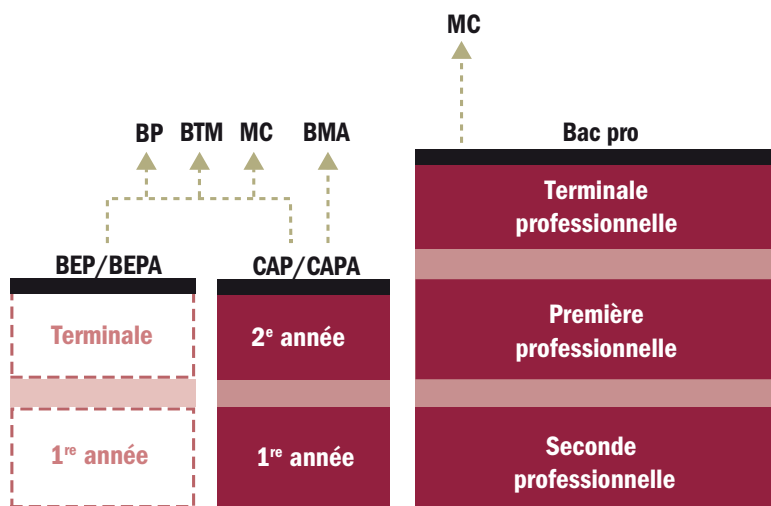 MC
BP BTM MC BMA
Bac pro
Terminale
professionnelle
BEP/BEPA
CAP/CAPA
Terminale
2e année
Première
professionnelle
1re année
1re année
Seconde
professionnelle